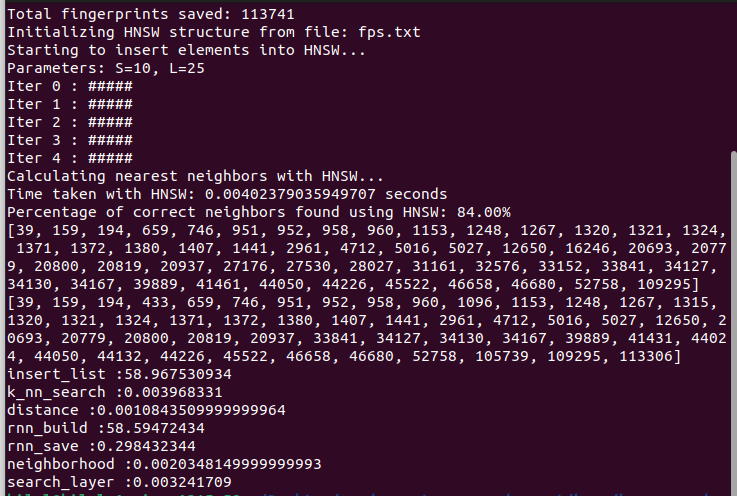 Total fingerprints saved: 113741
Initializing HNSW structure from file: fps.txt
Starting to insert elements into HNSW...
Parameters: S=10, L=25
Iter 0 : #####
Iter 1 : #####
Iter 2 : #####
Iter 3 : #####
Iter 4 : #####
Calculating nearest neighbors with HNSW...
Time taken with HNSW: 0.00402379035949707 seconds
Percentage of correct neighbors found using HNSW: 84.00%
[39, 159, 194, 659, 746, 951, 952, 958, 960, 1153, 1248, 1267, 1320, 1321, 1324,
 1371, 1372, 1380, 1407, 1441, 2961, 4712, 5016, 5027, 12650, 16246, 20693, 2077
9, 20800, 20819, 20937, 27176, 27530, 28027, 31161, 32576, 33152, 33841, 34127,
34130, 34167, 39889, 41461, 44050, 44226, 45522, 46658, 46680, 52758, 109295]
[39, 159, 194, 433, 659, 746, 951, 952, 958, 960, 1096, 1153, 1248, 1267, 1315,
1320, 1321, 1324, 1371, 1372, 1380, 1407, 1441, 2961, 4712, 5016, 5027, 12650, 2
0693, 20779, 20800, 20819, 20937, 33841, 34127, 34130, 34167, 39889, 41431, 4402
4, 44050, 44132, 44226, 45522, 46658, 46680, 52758, 105739, 109295, 113306]
insert_list :58.967530934
k_nn_search :0.003968331
distance :0.0010843509999999964
rnn_build :58.59472434
rnn_save :0.298432344
neighborhood :0.0020348149999999993
search_layer :0.003241709